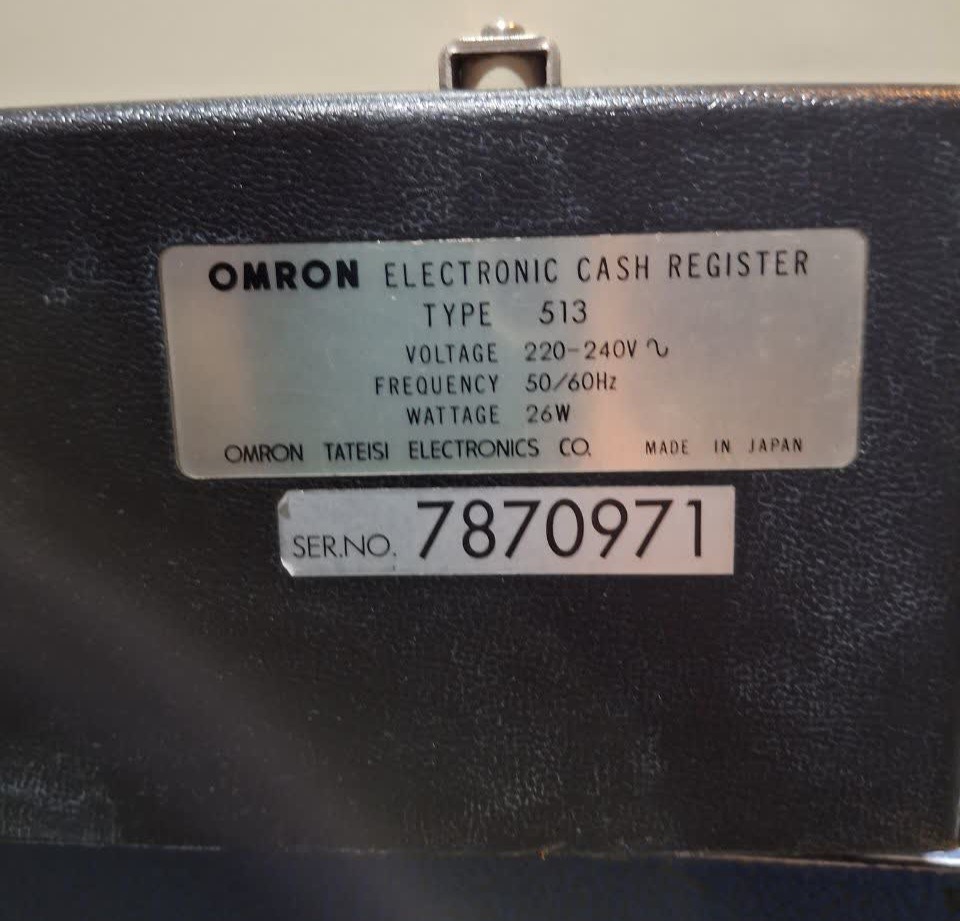 OMRON ELECTRONIC CASH REGISTER
TYPE 513
VOLTAGE 220-240V ∿
FREQUENCY 50/60Hz
WATTAGE 26W
OMRON TATEISI ELECTRONICS CO. MADE IN JAPAN
SER.NO. 7870971